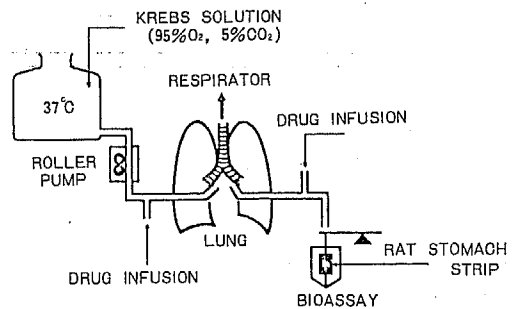 KREBS SOLUTION
(95%O₂, 5%CO₂)
RESPIRATOR
37°C
DRUG INFUSION
ROLLER
PUMP
LUNG
RAT STOMACH
STRIP
DRUG INFUSION
BIOASSAY